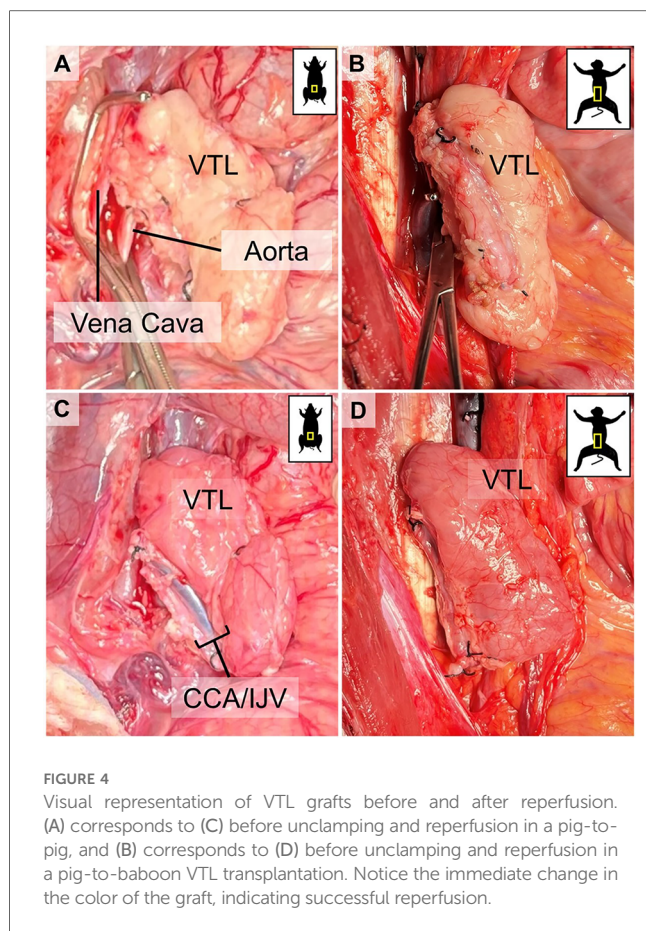 A
VTL
Aorta
Vena Cava
B
VTL
C
VTL
CCA/IJV
D
VTL
FIGURE 4
Visual representation of VTL grafts before and after reperfusion.
(A) corresponds to (C) before unclamping and reperfusion in a pig-to-
pig, and (B) corresponds to (D) before unclamping and reperfusion in
a pig-to-baboon VTL transplantation. Notice the immediate change in
the color of the graft, indicating successful reperfusion.